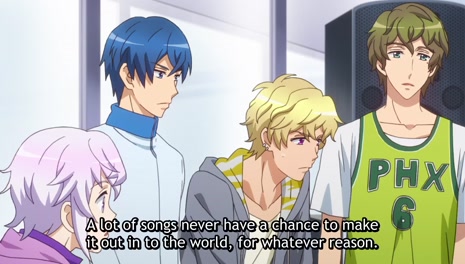 PHX
6
A lot of songs never have a chance to make
it out in to the world, for whatever reason.